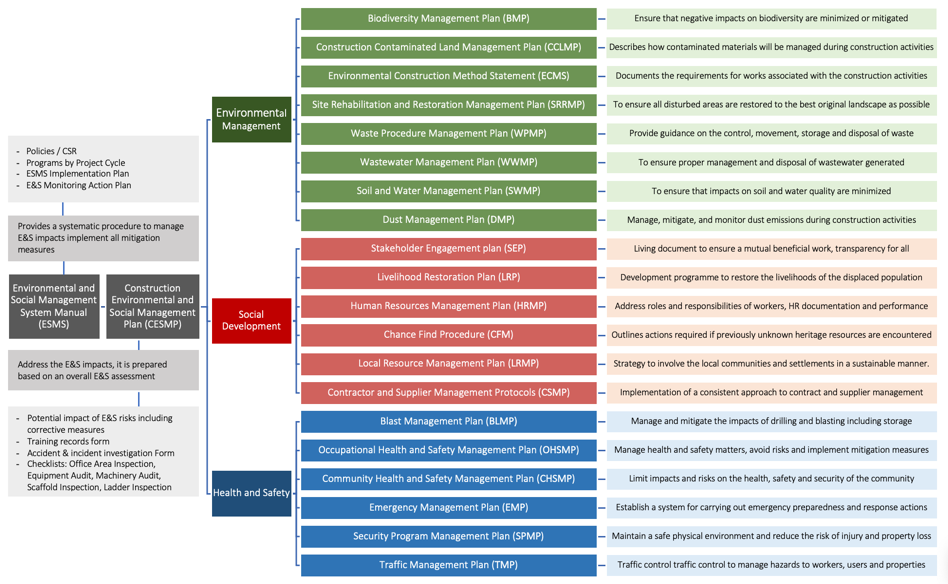 - Policies / CSR
- Programs by Project Cycle
- ESMS Implementation Plan
- E&S Monitoring Action Plan
Provides a systematic procedure to manage
E&S impacts implement all mitigation
measures
Environmental and
Social Management
System Manual
(ESMS)
Construction
Environmental and
Social Management
Plan (CESMP)
Address the E&S impacts, it is prepared
based on an overall E&S assessment
- Potential impact of E&S risks including
corrective measures
- Training records form
- Accident & incident investigation Form
- Checklists: Office Area Inspection,
Equipment Audit, Machinery Audit,
Scaffold Inspection, Ladder Inspection
Environmental
Management
Biodiversity Management Plan (BMP)
Ensure that negative impacts on biodiversity are minimized or mitigated
Construction Contaminated Land Management Plan (CCLMP)
Describes how contaminated materials will be managed during construction activities
Environmental Construction Method Statement (ECMS)
Documents the requirements for works associated with the construction activities
Site Rehabilitation and Restoration Management Plan (SRRMP)
To ensure all disturbed areas are restored to the best original landscape as possible
Waste Procedure Management Plan (WPMP)
Provide guidance on the control, movement, storage and disposal of waste
Wastewater Management Plan (WWMP)
To ensure proper management and disposal of wastewater generated
Soil and Water Management Plan (SWMP)
To ensure that impacts on soil and water quality are minimized
Dust Management Plan (DMP)
Manage, mitigate, and monitor dust emissions during construction activities
Social
Development
Stakeholder Engagement plan (SEP)
Living document to ensure a mutual beneficial work, transparency for all
Livelihood Restoration Plan (LRP)
Development programme to restore the livelihoods of the displaced population
Human Resources Management Plan (HRMP)
Address roles and responsibilities of workers, HR documentation and performance
Chance Find Procedure (CFM)
Outlines actions required if previously unknown heritage resources are encountered
Local Resource Management Plan (LRMP)
Strategy to involve the local communities and settlements in a sustainable manner.
Contractor and Supplier Management Protocols (CSMP)
Implementation of a consistent approach to contract and supplier management
Health and Safety
Blast Management Plan (BLMP)
Manage and mitigate the impacts of drilling and blasting including storage
Occupational Health and Safety Management Plan (OHSMP)
Manage health and safety matters, avoid risks and implement mitigation measures
Community Health and Safety Management Plan (CHSMP)
Limit impacts and risks on the health, safety and security of the community
Emergency Management Plan (EMP)
Establish a system for carrying out emergency preparedness and response actions
Security Program Management Plan (SPMP)
Maintain a safe physical environment and reduce the risk of injury and property loss
Traffic Management Plan (TMP)
Traffic control traffic control to manage hazards to workers, users and properties